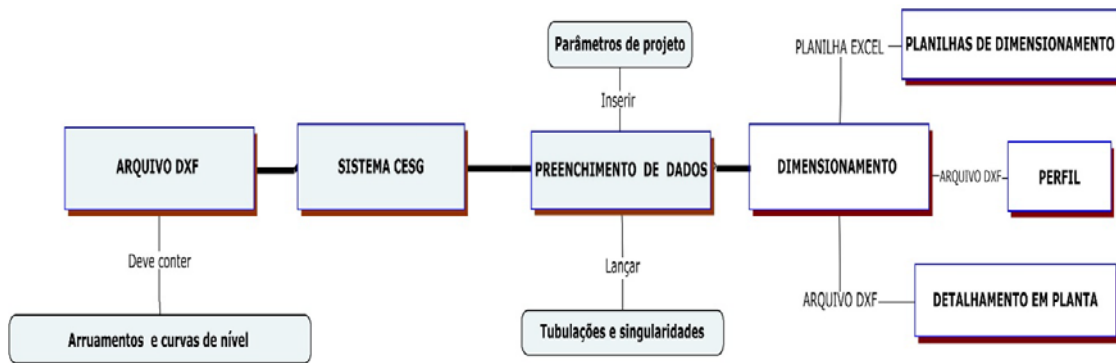 Parâmetros de projeto
PLANILHA EXCEL
PLANILHAS DE DIMENSIONAMENTO
Inserir
ARQUIVO DXF
SISTEMA CESG
PREENCHIMENTO DE DADOS
DIMENSIONAMENTO
ARQUIVO DXF
PERFIL
Deve conter
Lançar
ARQUIVO DXF
DETALHAMENTO EM PLANTA
Arruamentos e curvas de nível
Tubulações e singularidades